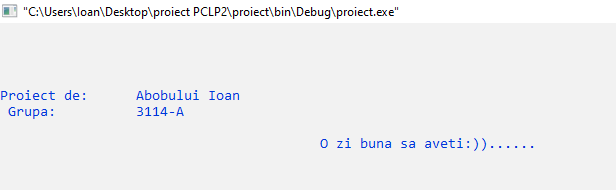 "C:\Users\Ioan\Desktop\proiect PCLP2\proiect\bin\Debug\proiect.exe"
Proiect de: Abobului Ioan
Grupa: 3114-A
O zi buna sa aveti:))......